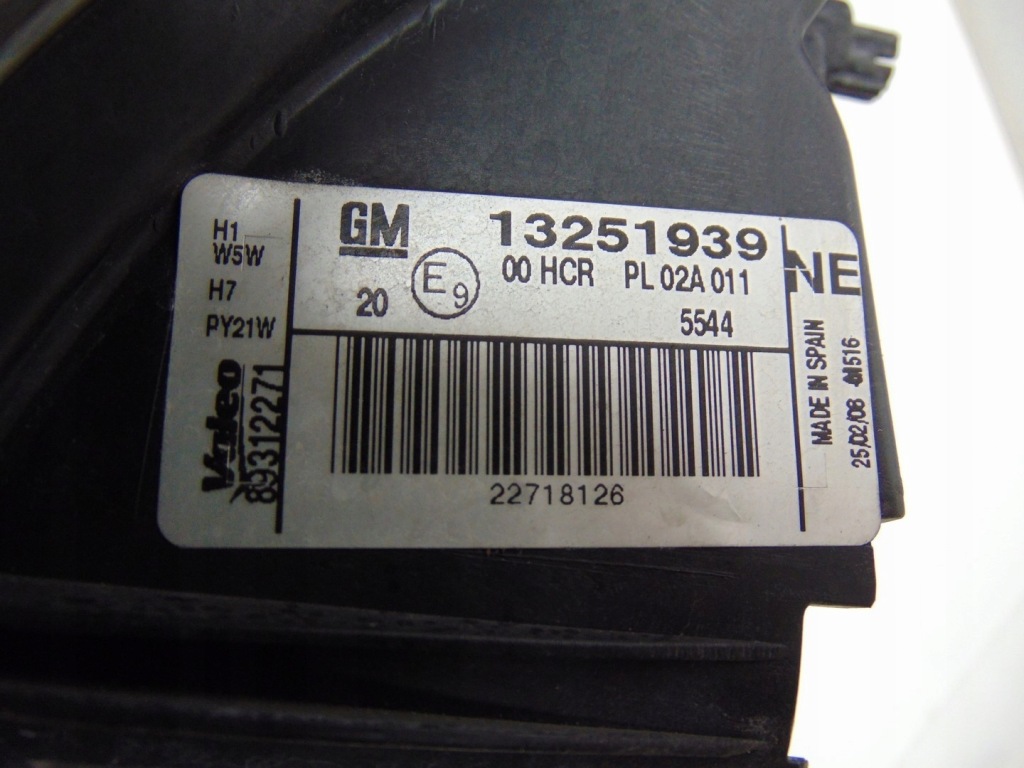 H1
W5W
H7
PY21W
Valeo
89312271
GM 13251939
E9 00 HCR PL 02A 011
20 5544
22718126
NE
MADE IN SPAIN
25/02/08 01516